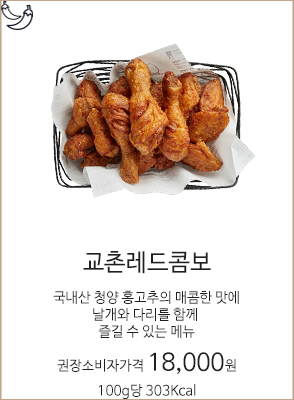 교촌레드콤보
국내산 청양 홍고추의 매콤한 맛에
날개와 다리를 함께
즐길 수 있는 메뉴
권장소비자가격 18,000원
100g당 303Kcal